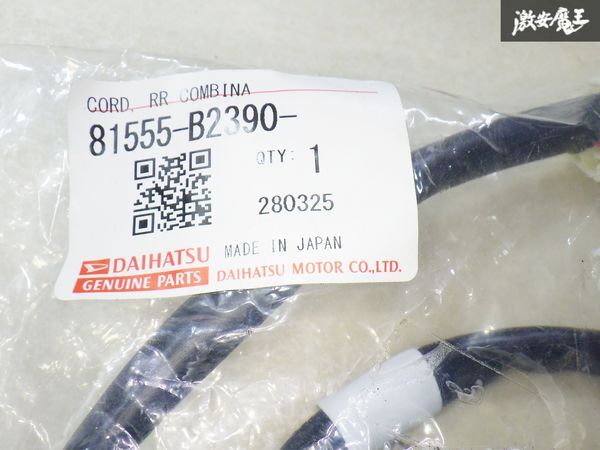 激安魔王
CORD, RR COMBINA
81555-B2390-
QTY: 1
280325
DAIHATSU
GENUINE PARTS
MADE IN JAPAN
DAIHATSU MOTOR CO.,LTD.